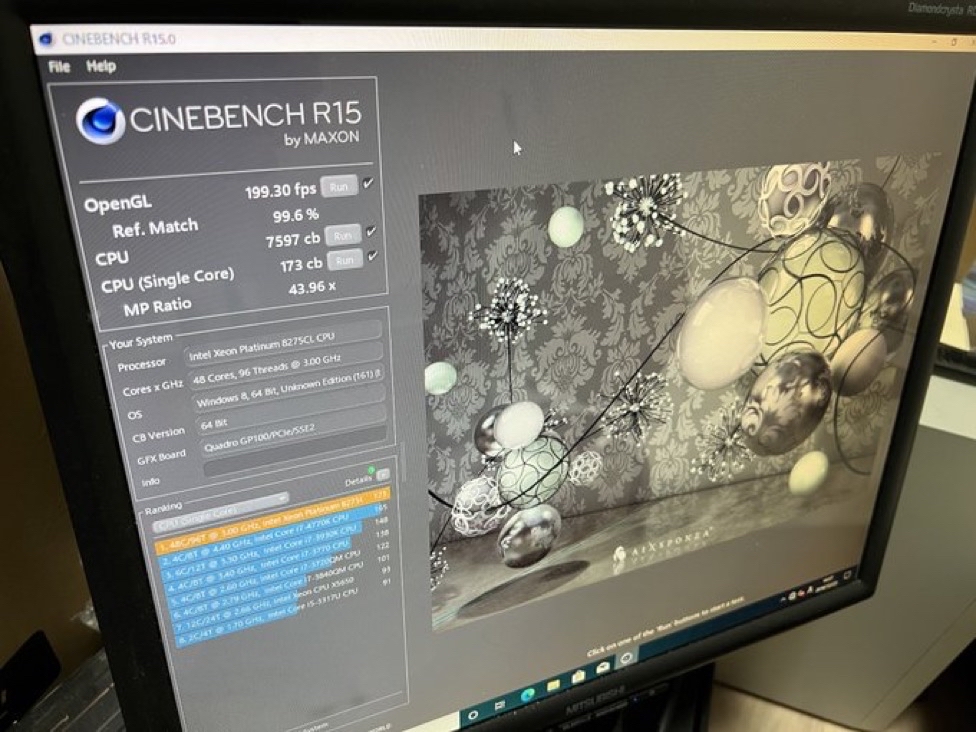 Diamondcrysta
CINEBENCH R15.0
File Help
CINEBENCH R15
by MAXON
OpenGL 199.30 fps Run
Ref. Match 99.6 %
CPU 7597 cb Run
CPU (Single Core) 173 cb Run
MP Ratio 43.96 x
Your System
Processor Intel Xeon Platinum 8275CL CPU
Cores x GHz 48 Cores, 96 Threads @ 3.00 GHz
OS Windows 8, 64 Bit, Unknown Edition (161) (
CB Version 64 Bit
GFX Board Quadro GP100/PCIe/SSE2
Info
Ranking Details
CPU (Single Core)
1. 48C/96T @ 3.00 GHz, Intel Xeon Platinum 8275C 173
2. 4C/8T @ 4.40 GHz, Intel Core i7-4770K CPU 165
3. 6C/12T @ 3.30 GHz, Intel Core i7-3930K CPU 148
4. 4C/8T @ 3.40 GHz, Intel Core i7-3770 CPU 138
5. 4C/8T @ 2.60 GHz, Intel Core i7-3720QM CPU 122
6. 4C/8T @ 2.79 GHz, Intel Core i7-3840QM CPU 101
7. 12C/24T @ 2.66 GHz, Intel Xeon CPU X5650 93
8. 2C/4T @ 1.70 GHz, Intel Core i5-3317U CPU 91
AIXSPONZA
Click on one of the 'Run' buttons to start a test.
MITSUBISHI